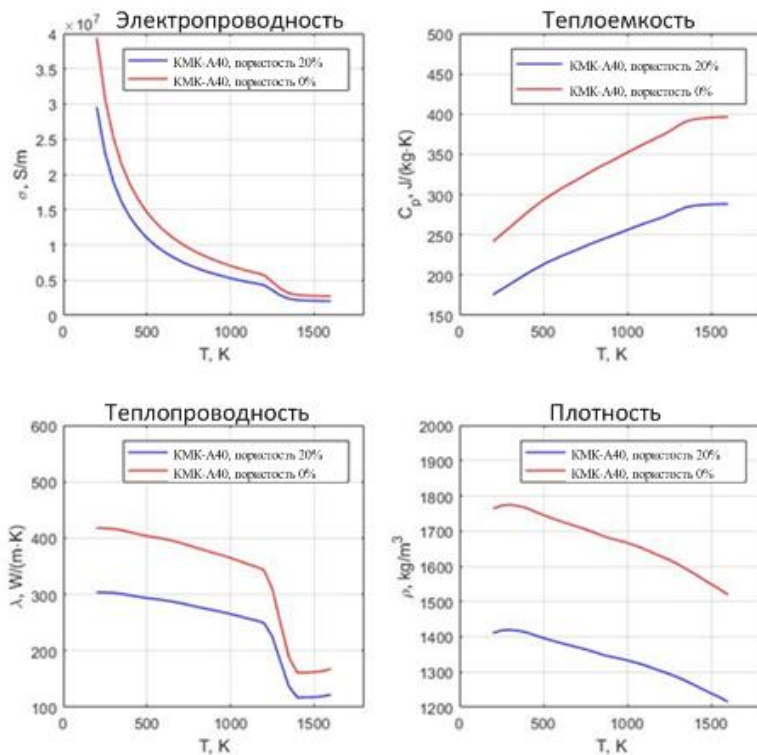 Электропроводность
× 10⁷
4
3.5
3
2.5
2
1.5
1
0.5
0
σ, S/m
КМК-А40, пористость 20%
КМК-А40, пористость 0%
0 500 1000 1500
T, K
Теплоемкость
500
450
400
350
300
250
200
150
Cₚ, J/(kg·K)
КМК-А40, пористость 20%
КМК-А40, пористость 0%
0 500 1000 1500
T, K
Теплопроводность
600
500
400
300
200
100
λ, W/(m·K)
КМК-А40, пористость 20%
КМК-А40, пористость 0%
0 500 1000 1500
T, K
Плотность
2000
1900
1800
1700
1600
1500
1400
1300
1200
ρ, kg/m³
КМК-А40, пористость 20%
КМК-А40, пористость 0%
0 500 1000 1500
T, K